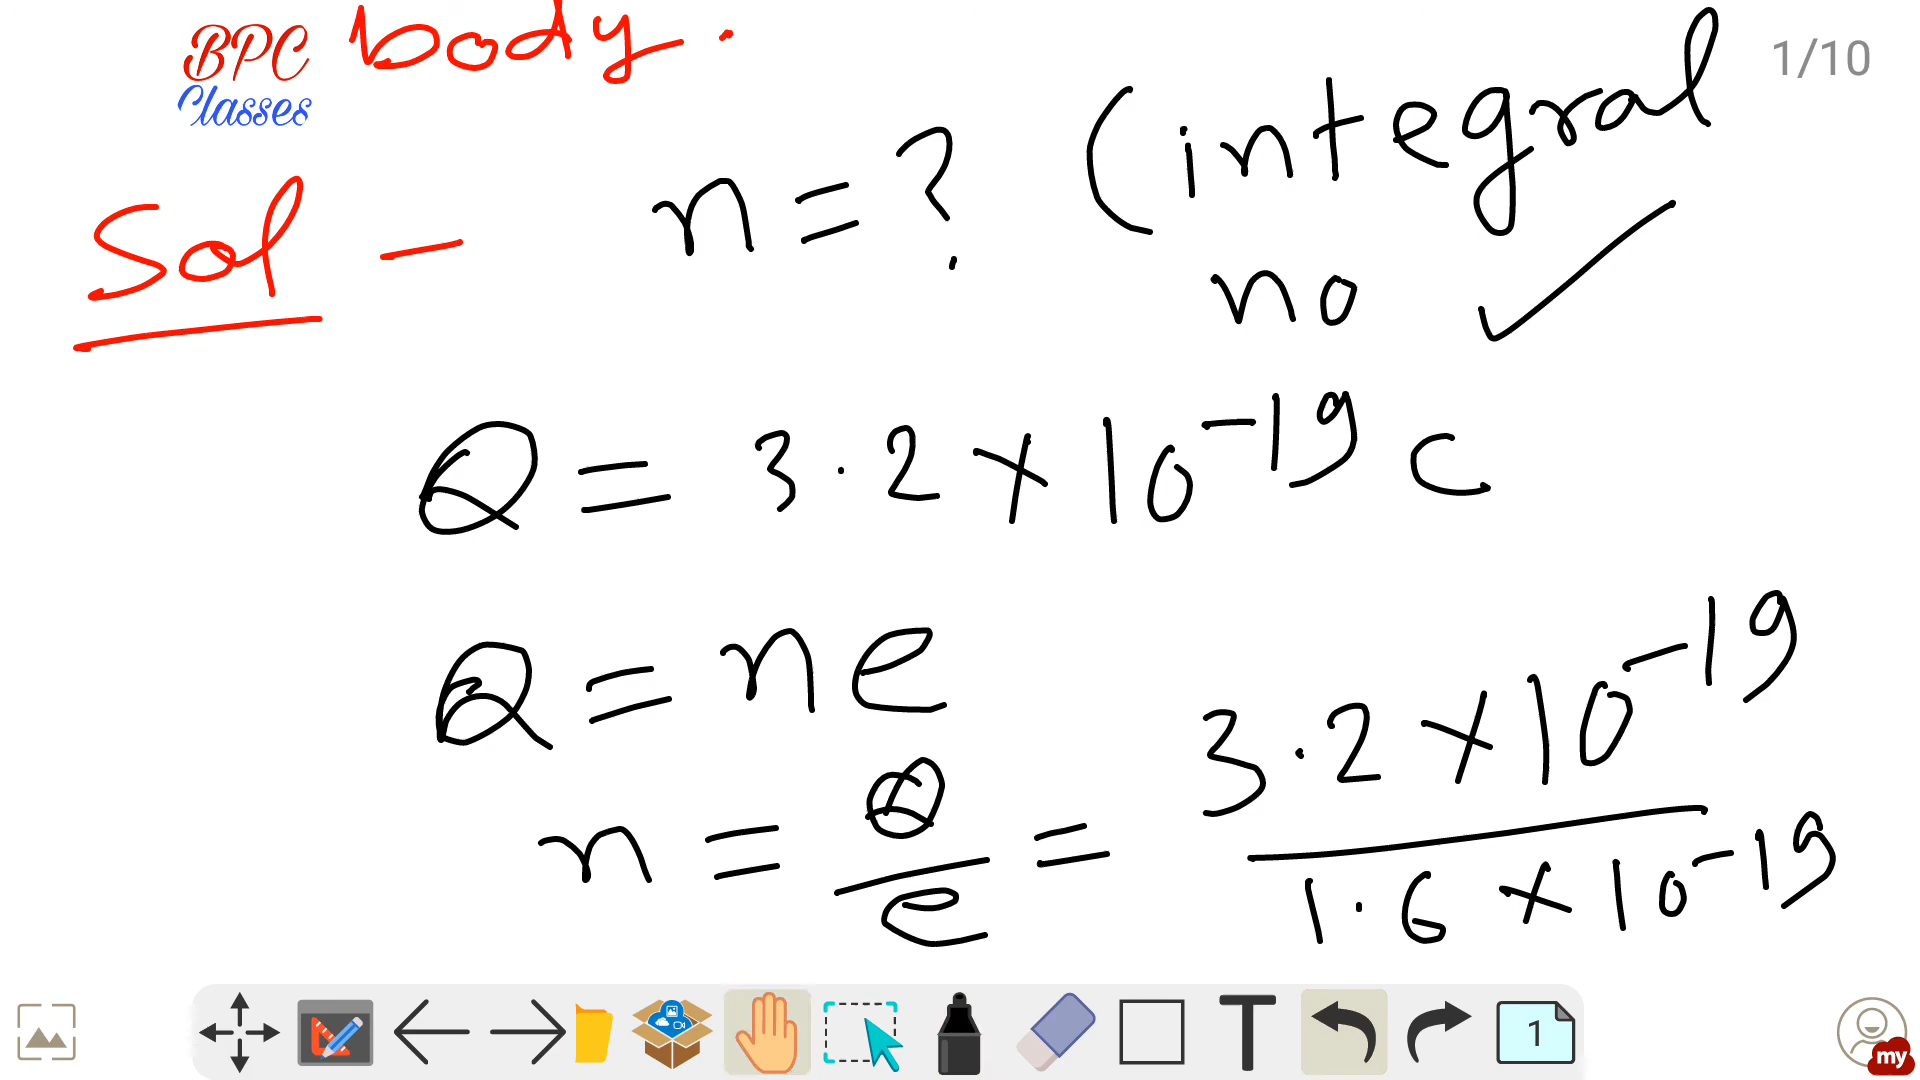 BPC
Classes
body.
1/10
Sol - n = ? (integral
no
Q = 3.2 × 10⁻¹⁹ C
Q = ne
n = Q/e = 3.2 × 10⁻¹⁹ / 1.6 × 10⁻¹⁹
T
1
my